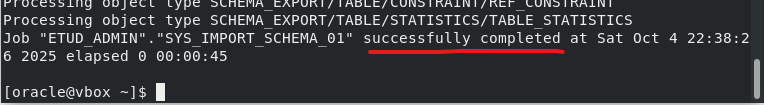 Processing object type SCHEMA_EXPORT/TABLE/CONSTRAINT/REF_CONSTRAINT
Processing object type SCHEMA_EXPORT/TABLE/STATISTICS/TABLE_STATISTICS
Job "ETUD_ADMIN"."SYS_IMPORT_SCHEMA_01" successfully completed at Sat Oct 4 22:38:2
6 2025 elapsed 0 00:00:45
[oracle@vbox ~]$